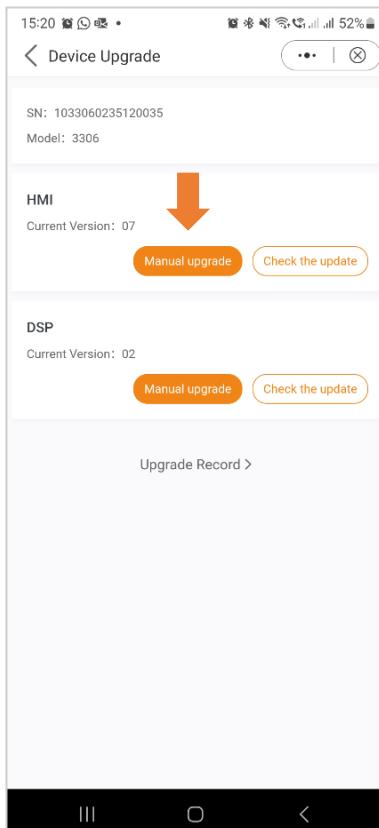 15:20 52%
Device Upgrade
SN: 1033060235120035
Model: 3306
HMI
Current Version: 07
Manual upgrade Check the update
DSP
Current Version: 02
Manual upgrade Check the update
Upgrade Record >